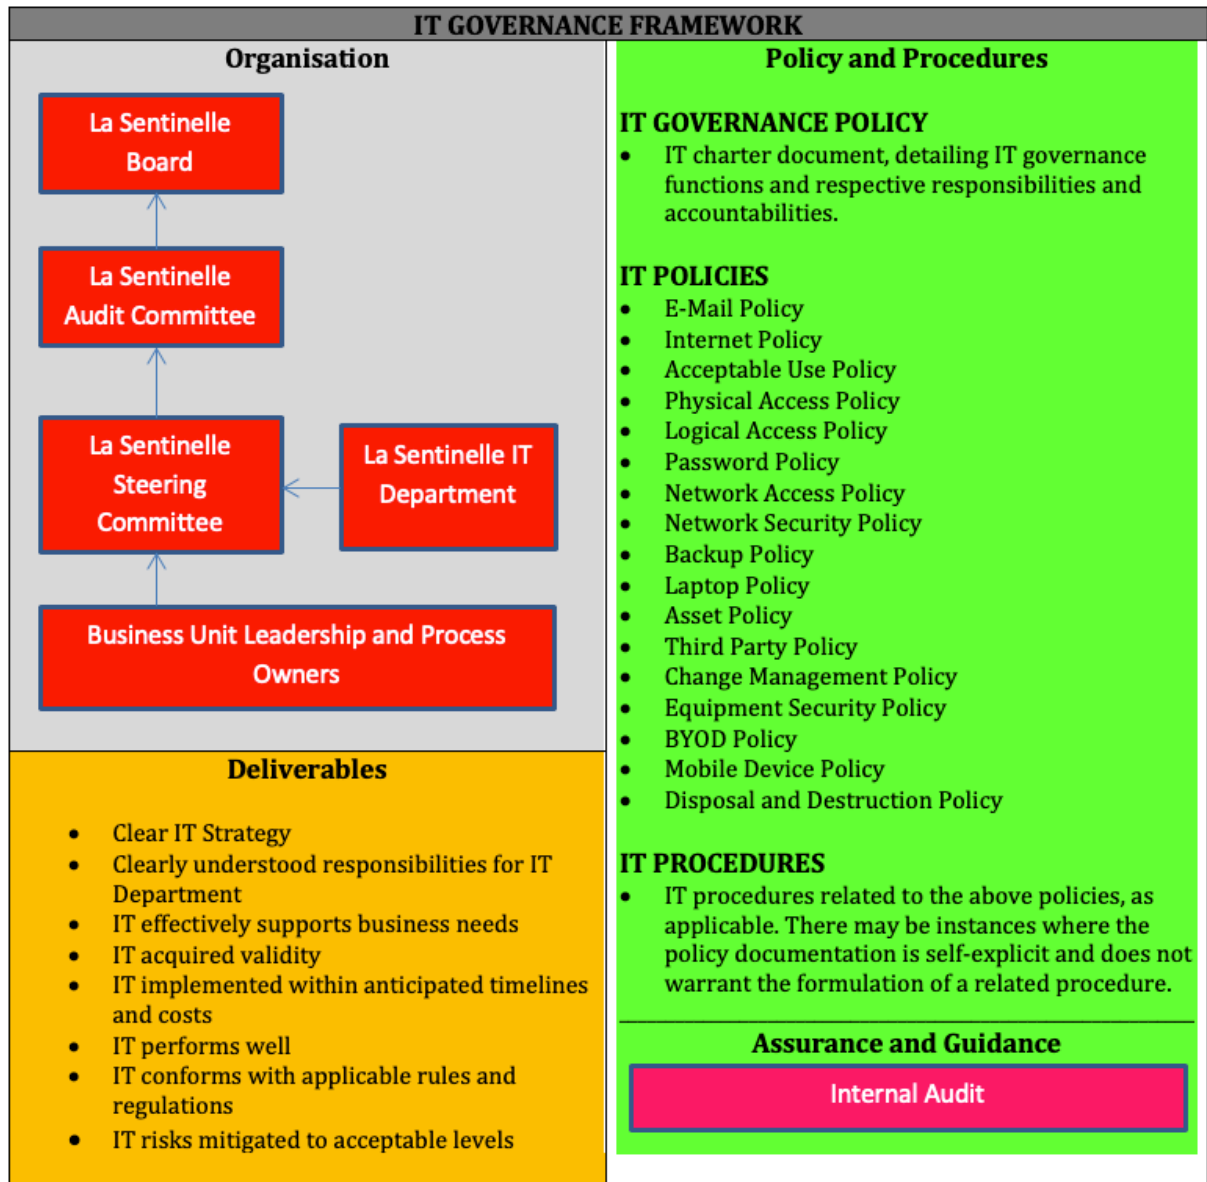 IT GOVERNANCE FRAMEWORK
Organisation
La Sentinelle
Board
La Sentinelle
Audit Committee
La Sentinelle
Steering
Committee
La Sentinelle IT
Department
Business Unit Leadership and Process
Owners
Deliverables
• Clear IT Strategy
• Clearly understood responsibilities for IT
Department
• IT effectively supports business needs
• IT acquired validity
• IT implemented within anticipated timelines
and costs
• IT performs well
• IT conforms with applicable rules and
regulations
• IT risks mitigated to acceptable levels
Policy and Procedures
IT GOVERNANCE POLICY
• IT charter document, detailing IT governance
functions and respective responsibilities and
accountabilities.
IT POLICIES
• E-Mail Policy
• Internet Policy
• Acceptable Use Policy
• Physical Access Policy
• Logical Access Policy
• Password Policy
• Network Access Policy
• Network Security Policy
• Backup Policy
• Laptop Policy
• Asset Policy
• Third Party Policy
• Change Management Policy
• Equipment Security Policy
• BYOD Policy
• Mobile Device Policy
• Disposal and Destruction Policy
IT PROCEDURES
• IT procedures related to the above policies, as
applicable. There may be instances where the
policy documentation is self-explicit and does not
warrant the formulation of a related procedure.
Assurance and Guidance
Internal Audit